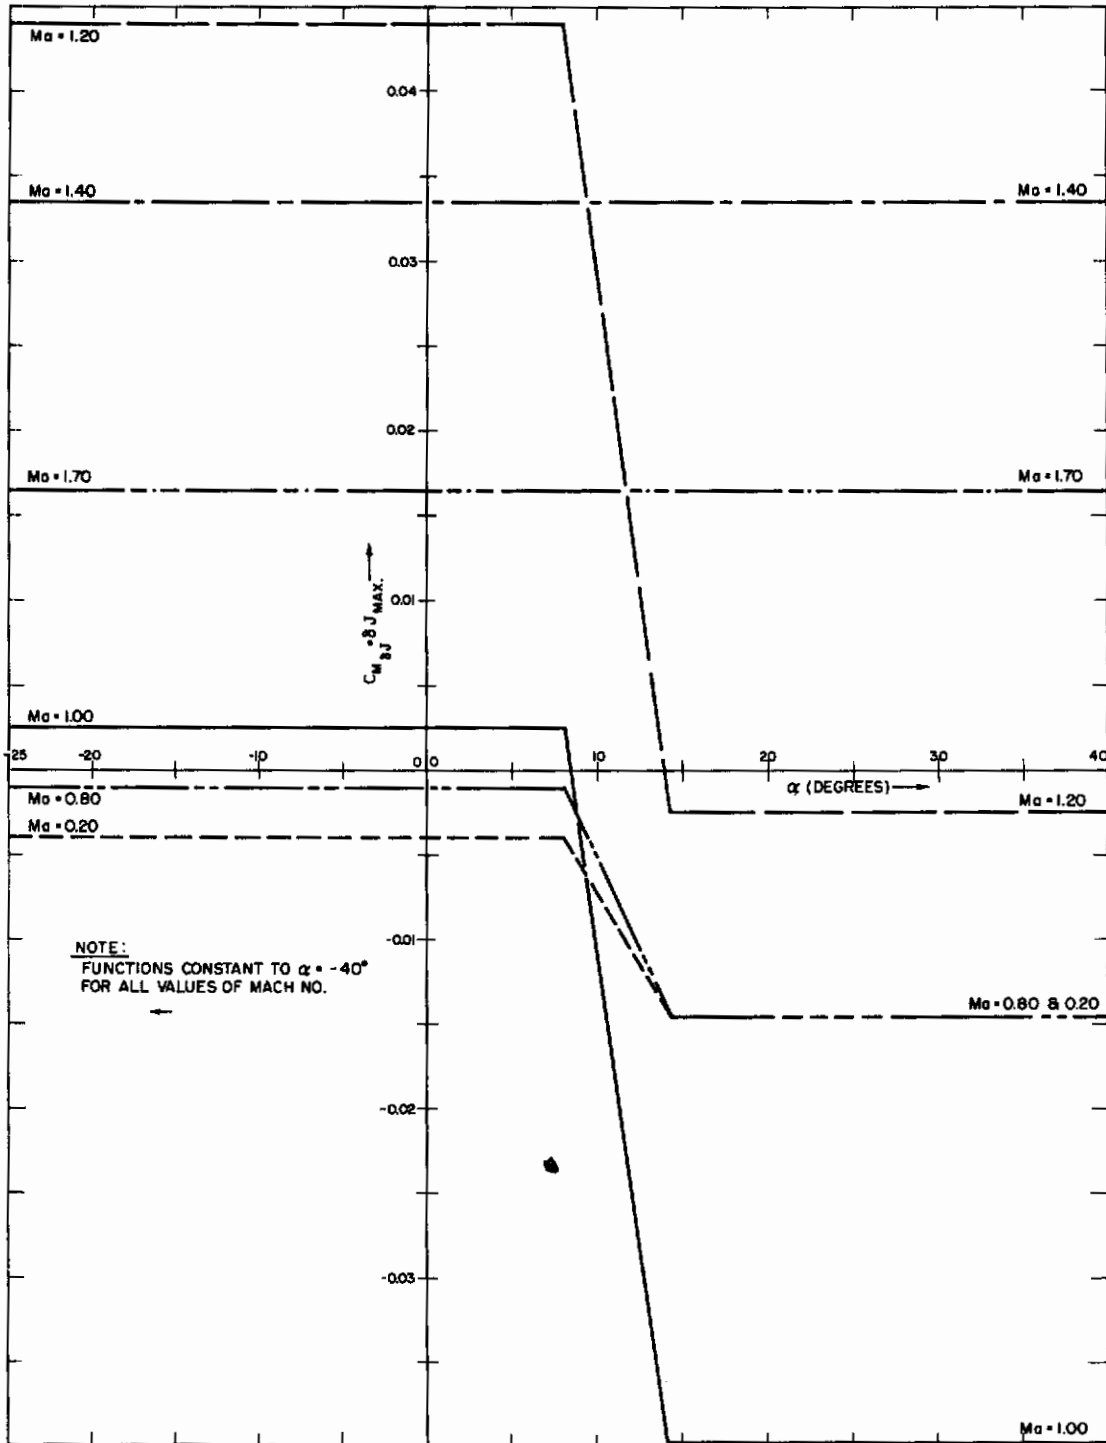 Ma = 1.20
0.04
Ma = 1.40
Ma = 1.40
0.03
0.02
Ma = 1.70
Ma = 1.70
C_M_δJ • δJ MAX.
0.01
Ma = 1.00
-25 -20 -10 0 0 10 20 30 40
α (DEGREES)
Ma = 0.80
Ma = 1.20
Ma = 0.20
-0.01
NOTE:
FUNCTIONS CONSTANT TO α = -40°
FOR ALL VALUES OF MACH NO.
Ma = 0.80 & 0.20
-0.02
-0.03
Ma = 1.00